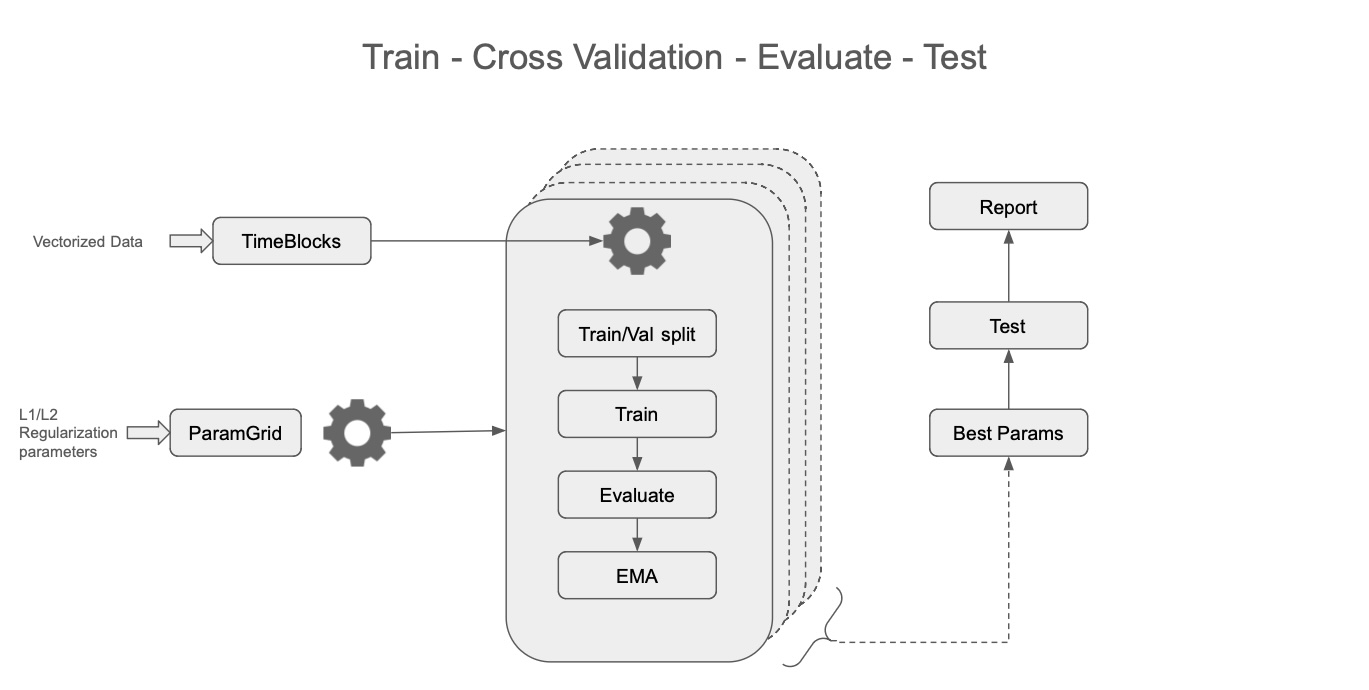 Train - Cross Validation - Evaluate - Test
Vectorized Data
TimeBlocks
L1/L2
Regularization
parameters
ParamGrid
Train/Val split
Train
Evaluate
EMA
Report
Test
Best Params